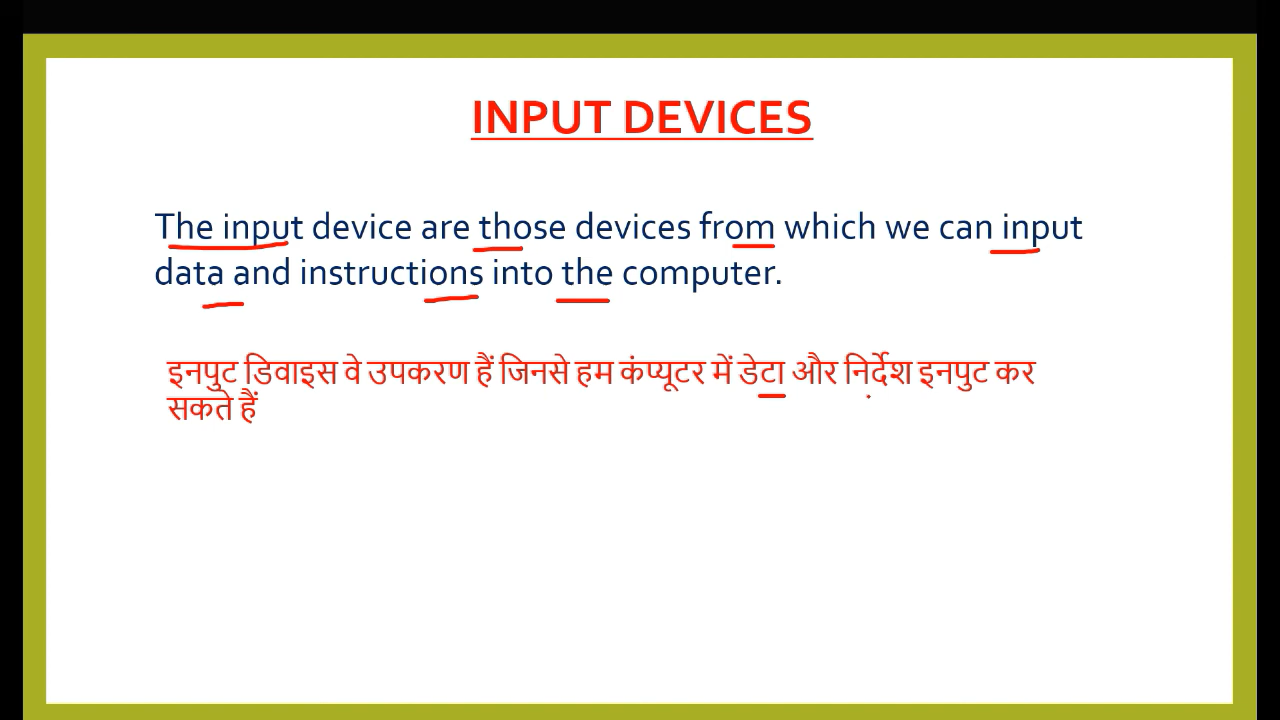 INPUT DEVICES
The input device are those devices from which we can input
data and instructions into the computer.
इनपुट डिवाइस वे उपकरण हैं जिनसे हम कंप्यूटर में डेटा और निर्देश इनपुट कर
सकते हैं